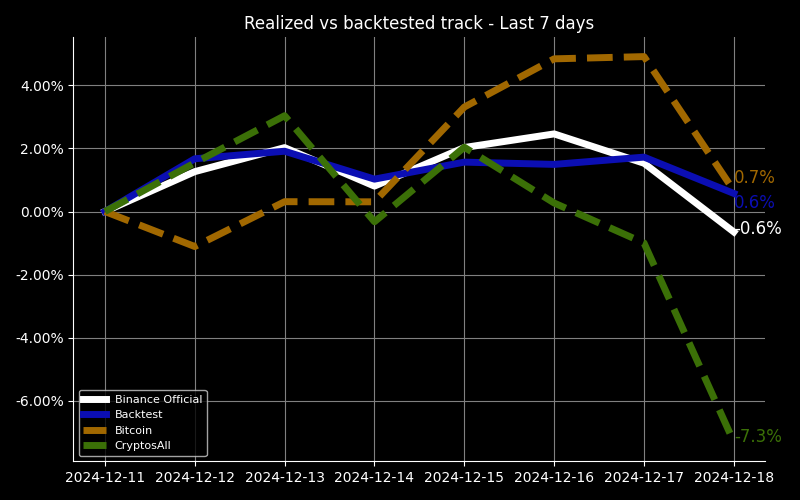 Realized vs backtested track - Last 7 days
4.00%
2.00%
0.00%
-2.00%
-4.00%
-6.00%
0.7%
0.6%
-0.6%
-7.3%
Binance Official
Backtest
Bitcoin
CryptosAll
2024-12-11 2024-12-12 2024-12-13 2024-12-14 2024-12-15 2024-12-16 2024-12-17 2024-12-18